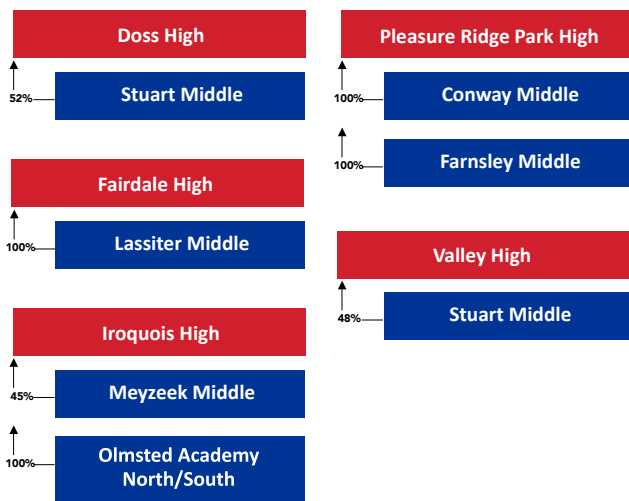 Doss High
52%
Stuart Middle
Fairdale High
100%
Lassiter Middle
Iroquois High
45%
Meyzeek Middle
100%
Olmsted Academy
North/South
Pleasure Ridge Park High
100%
Conway Middle
100%
Farnsley Middle
Valley High
48%
Stuart Middle